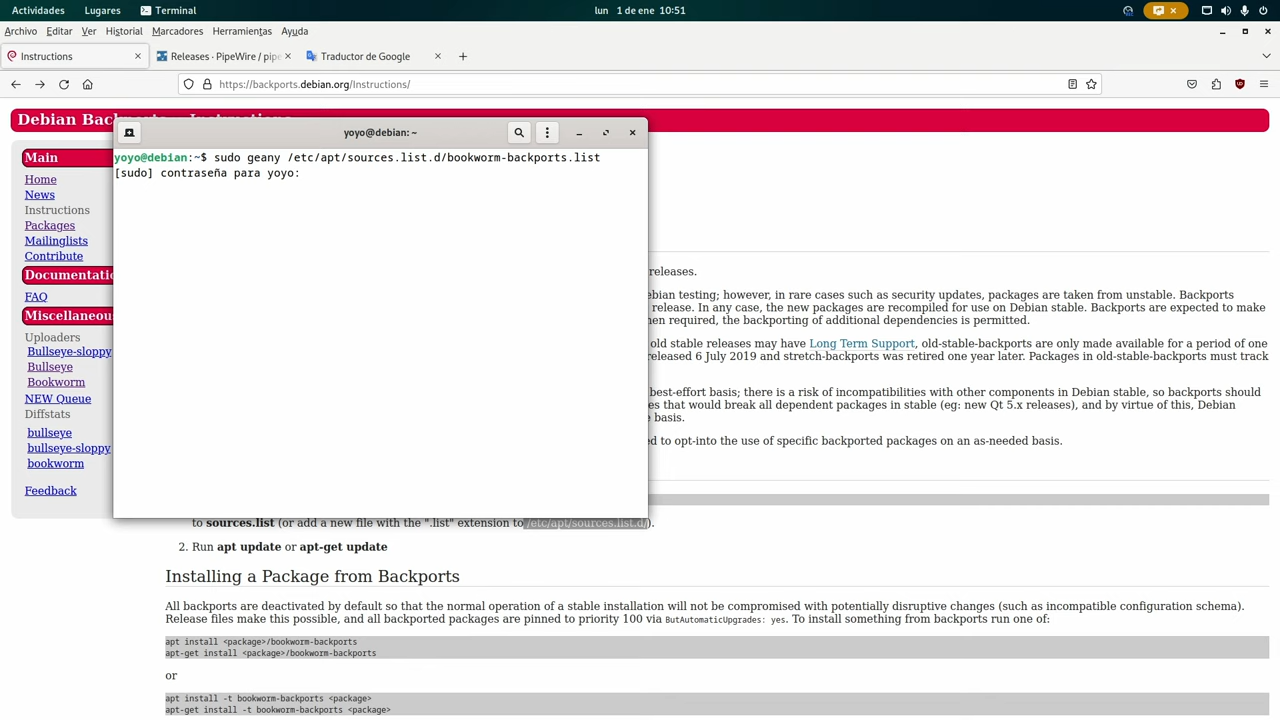 Actividades Lugares Terminal lun 1 de ene 10:51
Archivo Editar Ver Historial Marcadores Herramientas Ayuda
Instructions Releases · PipeWire / pipe Traductor de Google
https://backports.debian.org/Instructions/
Debian Backports
yoyo@debian: ~
yoyo@debian:~$ sudo geany /etc/apt/sources.list.d/bookworm-backports.list
[sudo] contraseña para yoyo:
Main
Home
News
Instructions
Packages
Mailinglists
Contribute
Documentatio
FAQ
Miscellaneou
Uploaders
Bullseye-sloppy
Bullseye
Bookworm
NEW Queue
Diffstats
bullseye
bullseye-sloppy
bookworm
Feedback
releases.
ebian testing; however, in rare cases such as security updates, packages are taken from unstable. Backports
release. In any case, the new packages are recompiled for use on Debian stable. Backports are expected to make
en required, the backporting of additional dependencies is permitted.
old stable releases may have Long Term Support, old-stable-backports are only made available for a period of one
released 6 July 2019 and stretch-backports was retired one year later. Packages in old-stable-backports must track
best-effort basis; there is a risk of incompatibilities with other components in Debian stable, so backports should
es that would break all dependent packages in stable (eg: new Qt 5.x releases), and by virtue of this, Debian
basis.
ed to opt-into the use of specific backported packages on an as-needed basis.
to sources.list (or add a new file with the ".list" extension to /etc/apt/sources.list.d/).
2. Run apt update or apt-get update
Installing a Package from Backports
All backports are deactivated by default so that the normal operation of a stable installation will not be compromised with potentially disruptive changes (such as incompatible configuration schema).
Release files make this possible, and all backported packages are pinned to priority 100 via ButAutomaticUpgrades: yes. To install something from backports run one of:
apt install <package>/bookworm-backports
apt-get install <package>/bookworm-backports
or
apt install -t bookworm-backports <package>
apt-get install -t bookworm-backports <package>